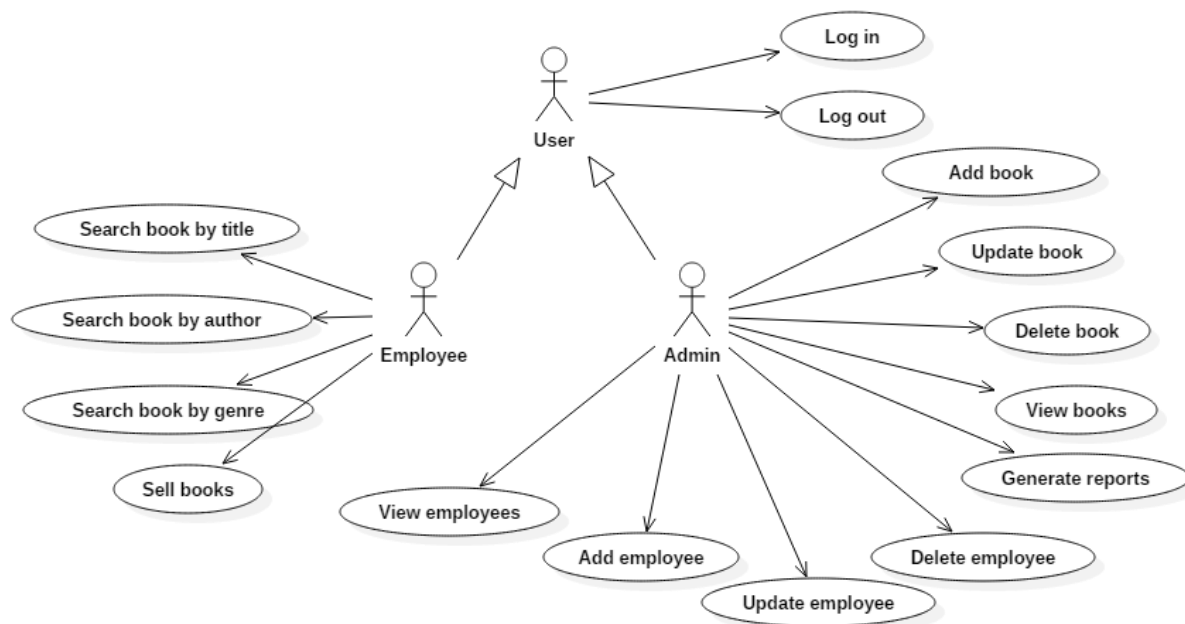 Log in
Log out
User
Add book
Search book by title
Update book
Search book by author
Delete book
Employee
Admin
Search book by genre
View books
Generate reports
Sell books
View employees
Add employee
Delete employee
Update employee